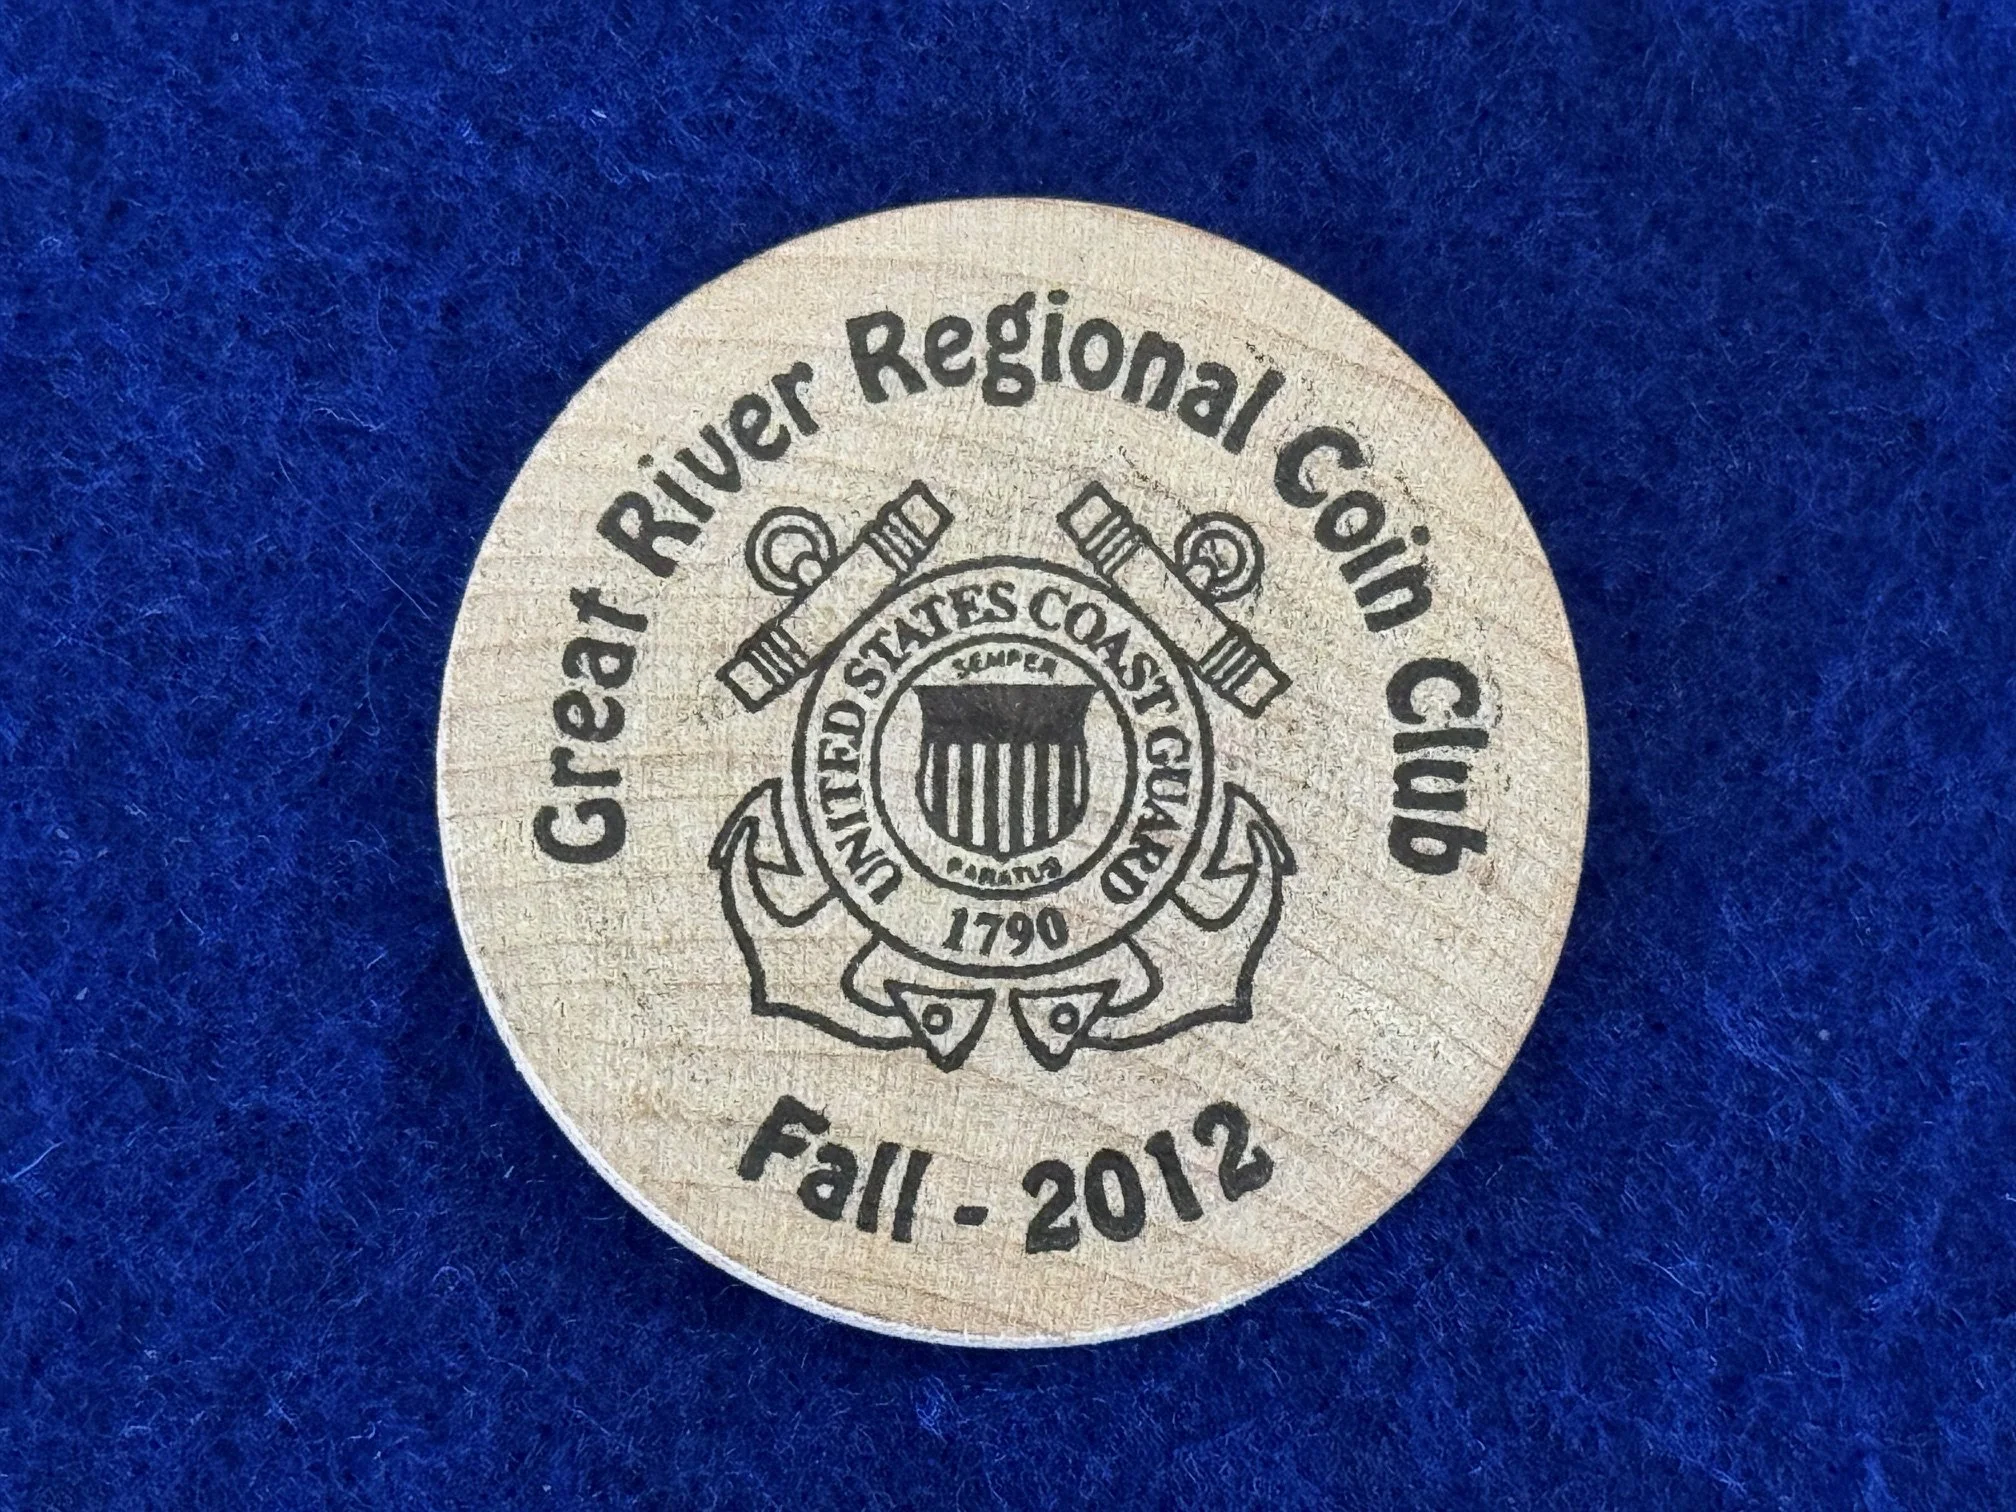 Great River Regional Coin Club
UNITED STATES COAST GUARD
SEMPER
PARATUS
1790
Fall - 2012